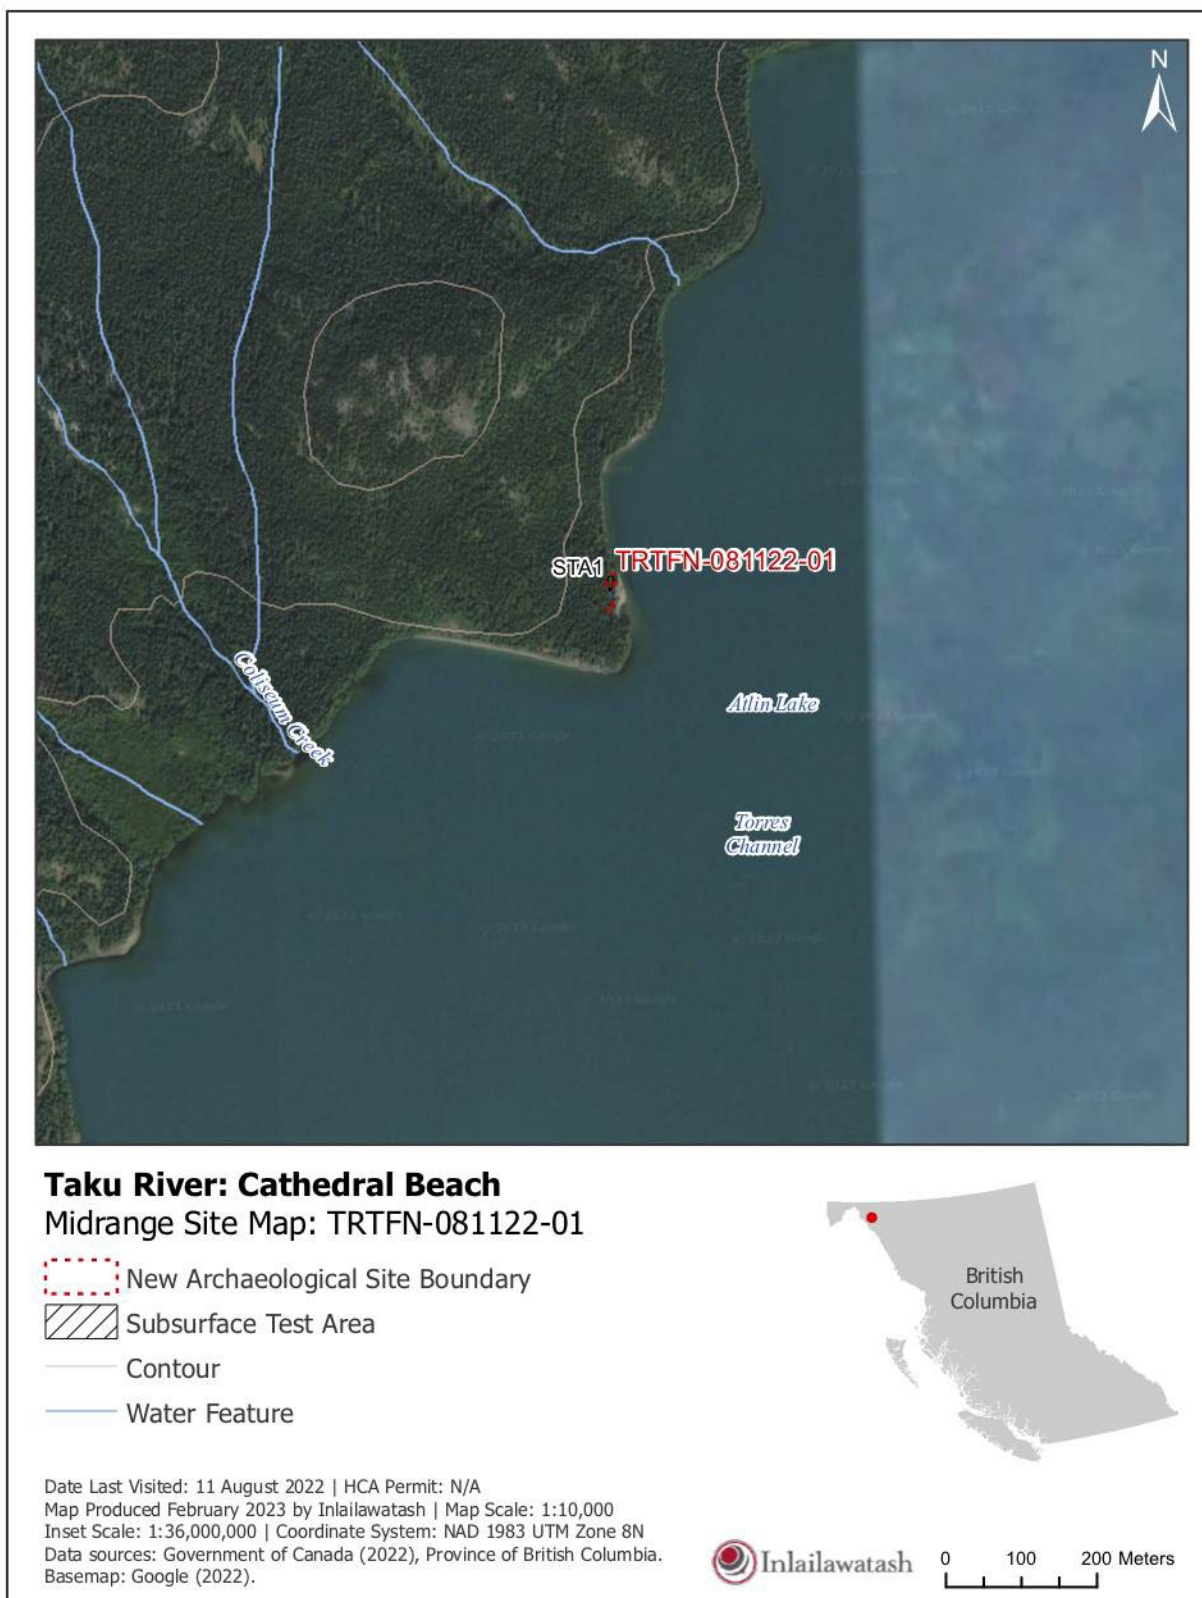 N
STA1
TRTFN-081122-01
Coliseum Creek
Atlin Lake
Torres
Channel
© 2023 Google
Taku River: Cathedral Beach
Midrange Site Map: TRTFN-081122-01
New Archaeological Site Boundary
Subsurface Test Area
Contour
Water Feature
British
Columbia
Date Last Visited: 11 August 2022 | HCA Permit: N/A
Map Produced February 2023 by Inlailawatash | Map Scale: 1:10,000
Inset Scale: 1:36,000,000 | Coordinate System: NAD 1983 UTM Zone 8N
Data sources: Government of Canada (2022), Province of British Columbia.
Basemap: Google (2022).
Inlailawatash
0 100 200 Meters